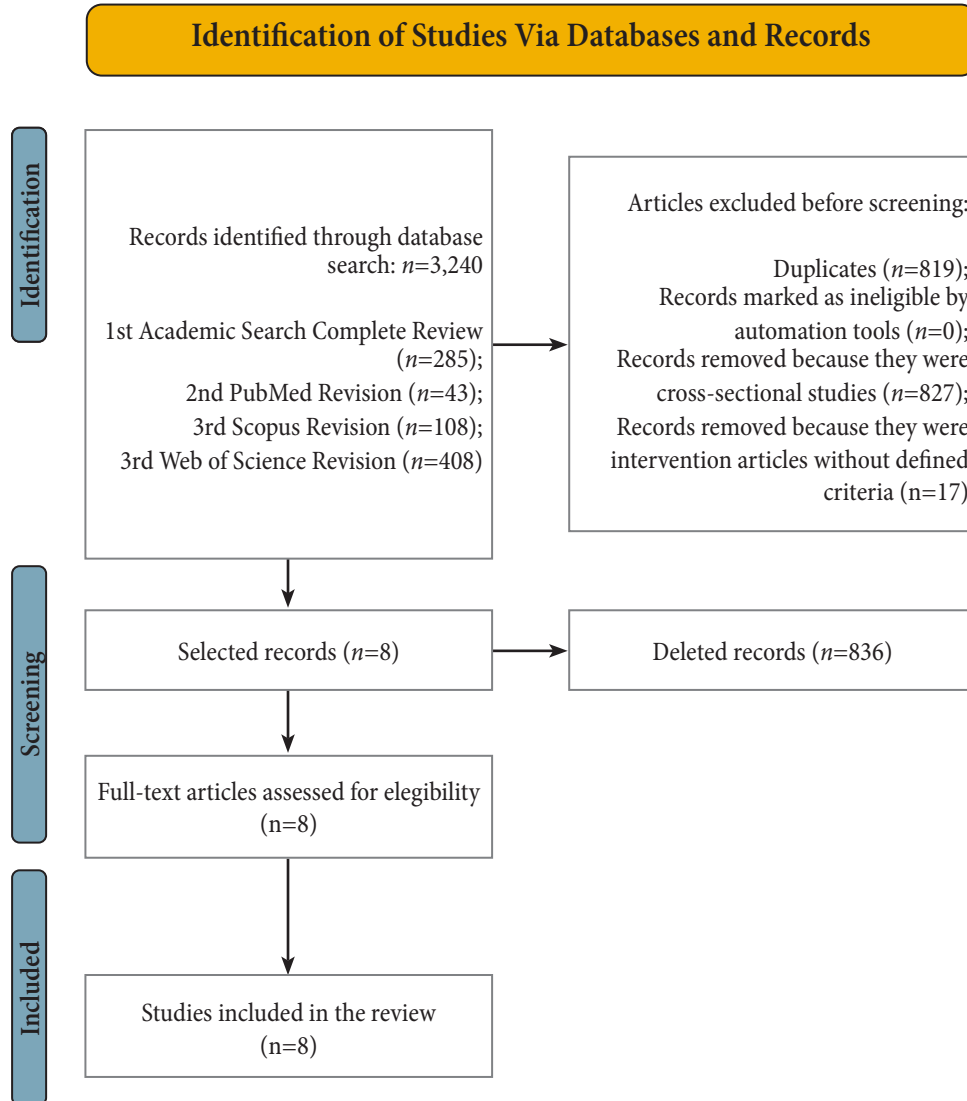 Identification of Studies Via Databases and Records
Identification
Records identified through database
search: n=3,240
1st Academic Search Complete Review
(n=285);
2nd PubMed Revision (n=43);
3rd Scopus Revision (n=108);
3rd Web of Science Revision (n=408)
Articles excluded before screening:
Duplicates (n=819);
Records marked as ineligible by
automation tools (n=0);
Records removed because they were
cross-sectional studies (n=827);
Records removed because they were
intervention articles without defined
criteria (n=17)
Screening
Selected records (n=8)
Deleted records (n=836)
Full-text articles assessed for elegibility
(n=8)
Included
Studies included in the review
(n=8)